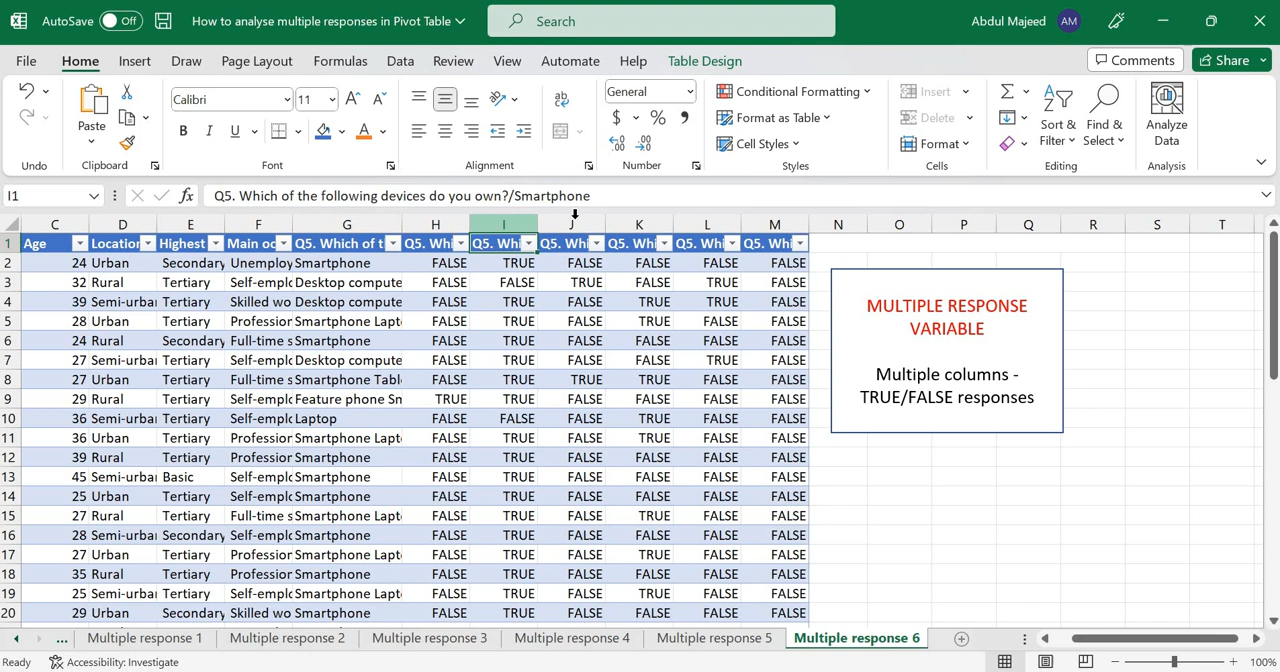 AutoSave Off How to analyse multiple responses in Pivot Table Search Abdul Majeed AM
File Home Insert Draw Page Layout Formulas Data Review View Automate Help Table Design Comments Share
Calibri 11 General Conditional Formatting Insert
Paste Format as Table Delete Sort & Filter Find & Select Analyze Data
B I U Cell Styles Format
Undo Clipboard Font Alignment Number Styles Cells Editing Analysis
I1 fx Q5. Which of the following devices do you own?/Smartphone
C D E F G H I J K L M N O P Q R S T
1 Age Location Highest Main oc Q5. Which of t Q5. Whi Q5. Whi Q5. Whi Q5. Whi Q5. Whi Q5. Whi
2 24 Urban Secondary Unemploy Smartphone FALSE TRUE FALSE FALSE FALSE FALSE
3 32 Rural Tertiary Self-emplo Desktop compute FALSE FALSE TRUE FALSE TRUE FALSE
4 39 Semi-urban Tertiary Skilled wo Desktop compute FALSE TRUE FALSE FALSE TRUE FALSE
5 28 Urban Tertiary Profession Smartphone Lapt FALSE TRUE FALSE TRUE FALSE FALSE
6 24 Rural Secondary Full-time s Smartphone FALSE TRUE FALSE FALSE FALSE FALSE
7 27 Semi-urban Tertiary Self-emplo Desktop compute FALSE TRUE FALSE FALSE TRUE FALSE
8 27 Urban Tertiary Full-time s Smartphone Tabl FALSE TRUE TRUE TRUE FALSE FALSE
9 29 Rural Tertiary Self-emplo Feature phone Sm TRUE TRUE FALSE FALSE FALSE FALSE
10 36 Semi-urban Tertiary Self-emplo Laptop FALSE FALSE FALSE TRUE FALSE FALSE
11 36 Urban Tertiary Profession Smartphone Lapt FALSE TRUE FALSE TRUE FALSE FALSE
12 39 Rural Tertiary Profession Smartphone FALSE TRUE FALSE FALSE FALSE FALSE
13 45 Semi-urban Basic Self-emplo Smartphone FALSE TRUE FALSE FALSE FALSE FALSE
14 25 Urban Tertiary Self-emplo Smartphone FALSE TRUE FALSE FALSE FALSE FALSE
15 27 Rural Tertiary Full-time s Smartphone Lapt FALSE TRUE FALSE TRUE FALSE FALSE
16 28 Semi-urban Secondary Self-emplo Smartphone FALSE TRUE FALSE FALSE FALSE FALSE
17 27 Urban Tertiary Profession Smartphone Lapt FALSE TRUE FALSE TRUE FALSE FALSE
18 35 Rural Tertiary Profession Smartphone FALSE TRUE FALSE FALSE FALSE FALSE
19 25 Semi-urban Tertiary Self-emplo Smartphone Lapt FALSE TRUE FALSE TRUE FALSE FALSE
20 29 Urban Secondary Skilled wo Smartphone FALSE TRUE FALSE FALSE FALSE FALSE
MULTIPLE RESPONSE
VARIABLE
Multiple columns -
TRUE/FALSE responses
... Multiple response 1 Multiple response 2 Multiple response 3 Multiple response 4 Multiple response 5 Multiple response 6
Ready Accessibility: Investigate 100%